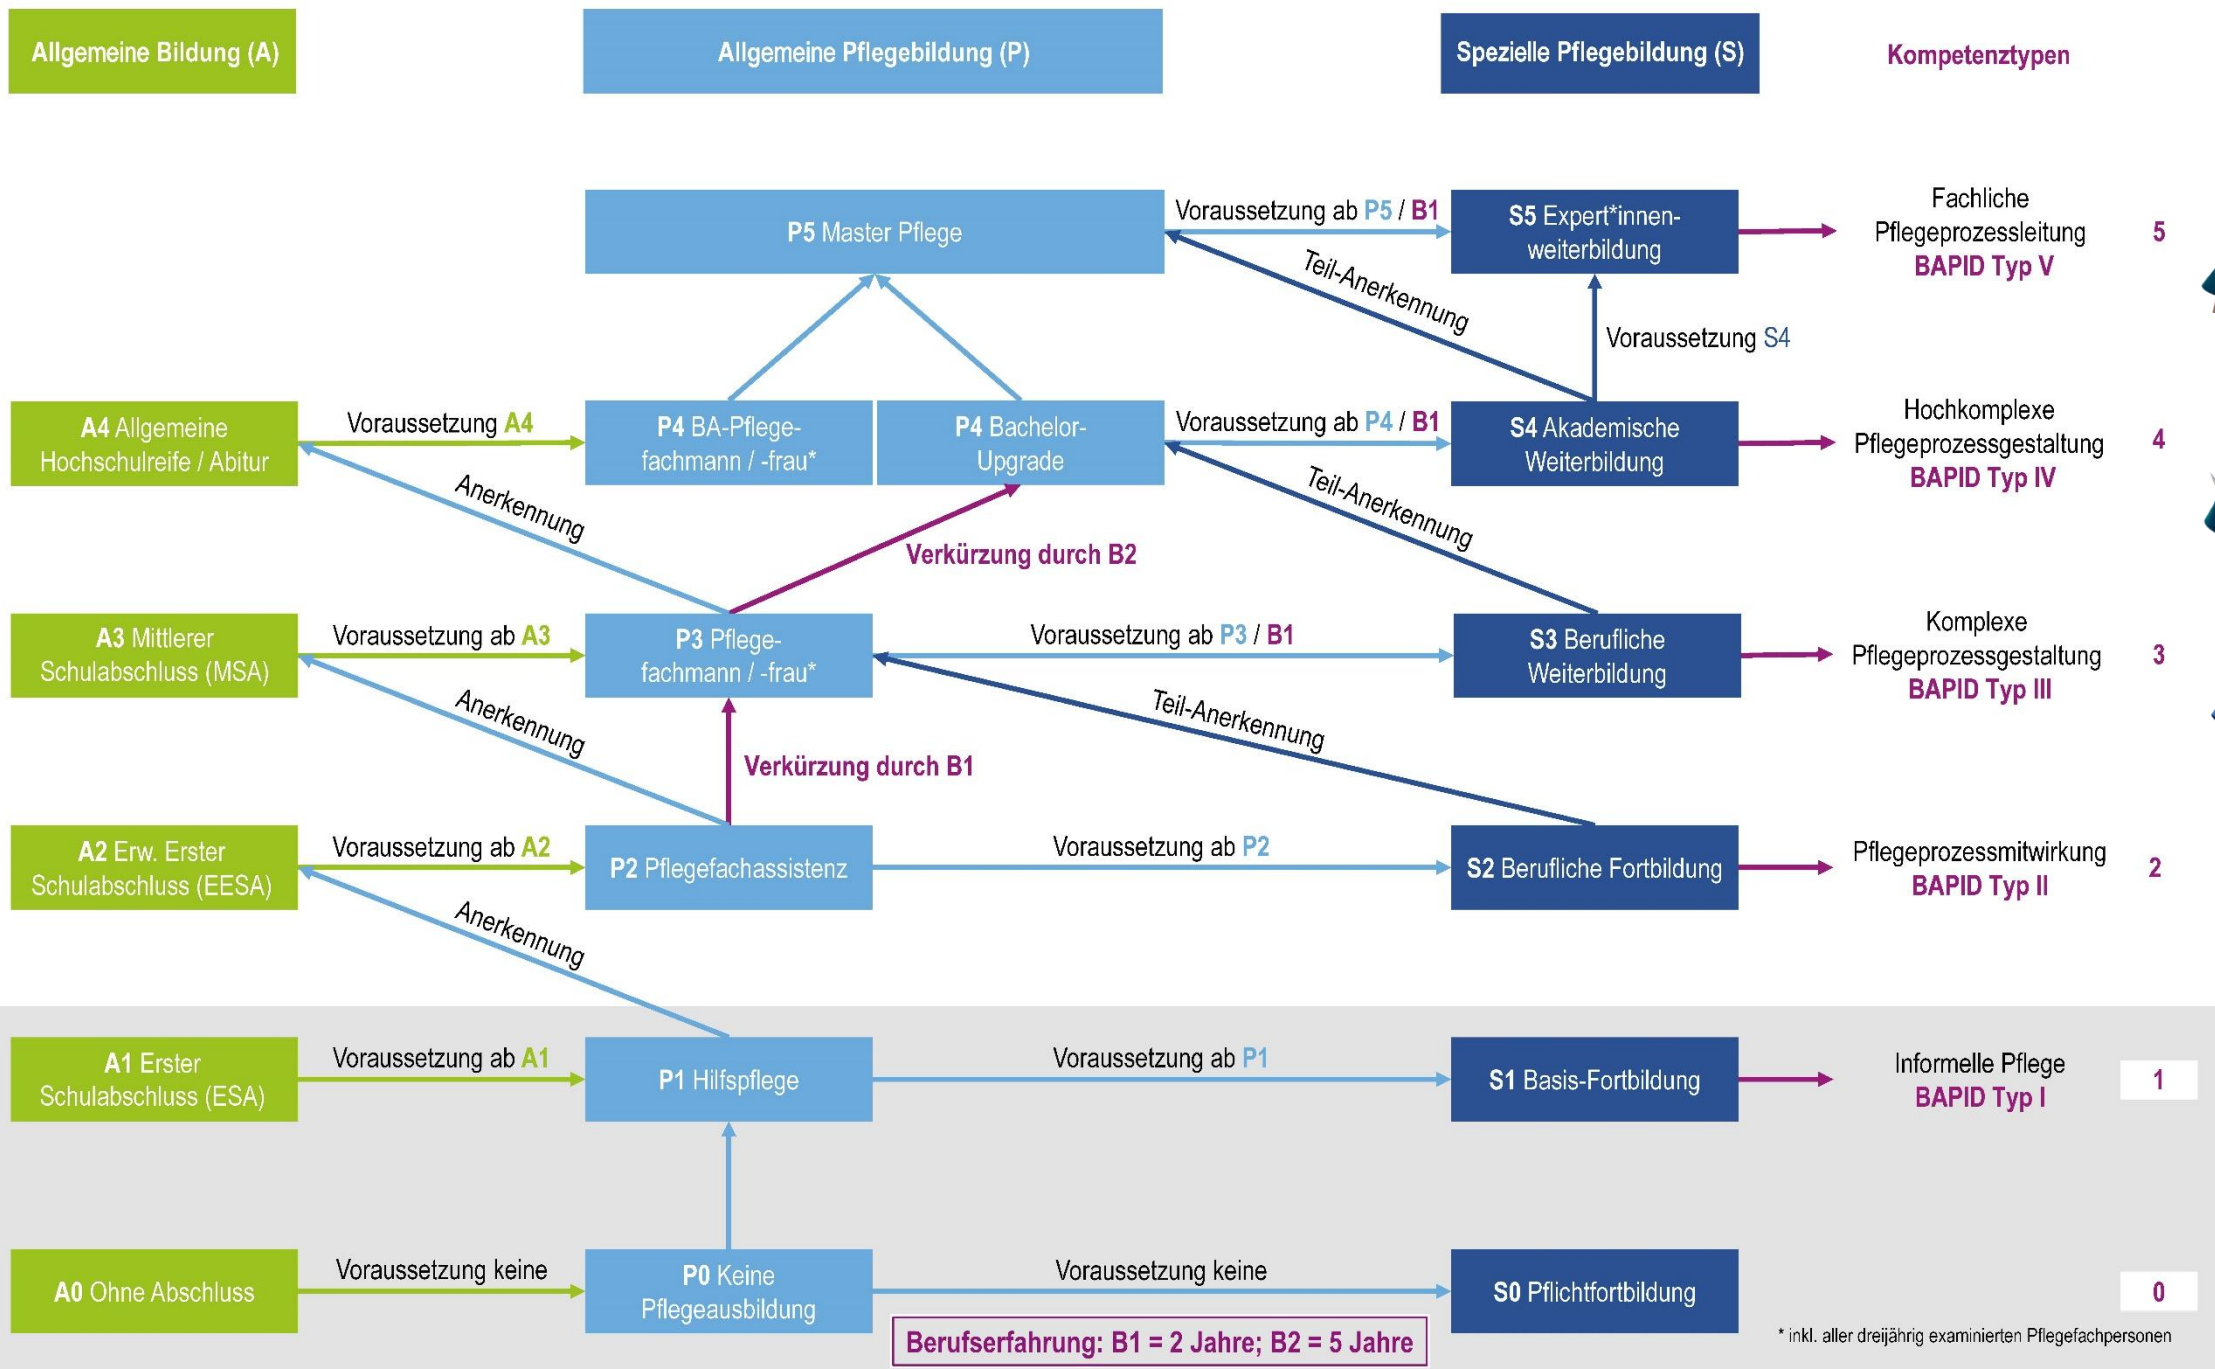 Allgemeine Bildung (A)
Allgemeine Pflegebildung (P)
Spezielle Pflegebildung (S)
Kompetenztypen
P5 Master Pflege
Voraussetzung ab P5 / B1
S5 Expert*innen-
weiterbildung
Fachliche
Pflegeprozessleitung
BAPID Typ V
5
Teil-Anerkennung
Voraussetzung S4
A4 Allgemeine
Hochschulreife / Abitur
Voraussetzung A4
P4 BA-Pflege-
fachmann / -frau*
P4 Bachelor-
Upgrade
Voraussetzung ab P4 / B1
S4 Akademische
Weiterbildung
Hochkomplexe
Pflegeprozessgestaltung
BAPID Typ IV
4
Anerkennung
Verkürzung durch B2
Teil-Anerkennung
A3 Mittlerer
Schulabschluss (MSA)
Voraussetzung ab A3
P3 Pflege-
fachmann / -frau*
Voraussetzung ab P3 / B1
S3 Berufliche
Weiterbildung
Komplexe
Pflegeprozessgestaltung
BAPID Typ III
3
Anerkennung
Verkürzung durch B1
Teil-Anerkennung
A2 Erw. Erster
Schulabschluss (EESA)
Voraussetzung ab A2
P2 Pflegefachassistenz
Voraussetzung ab P2
S2 Berufliche Fortbildung
Pflegeprozessmitwirkung
BAPID Typ II
2
Anerkennung
A1 Erster
Schulabschluss (ESA)
Voraussetzung ab A1
P1 Hilfspflege
Voraussetzung ab P1
S1 Basis-Fortbildung
Informelle Pflege
BAPID Typ I
1
A0 Ohne Abschluss
Voraussetzung keine
P0 Keine
Pflegeausbildung
Voraussetzung keine
S0 Pflichtfortbildung
0
Berufserfahrung: B1 = 2 Jahre; B2 = 5 Jahre
* inkl. aller dreijährig examinierten Pflegefachpersonen